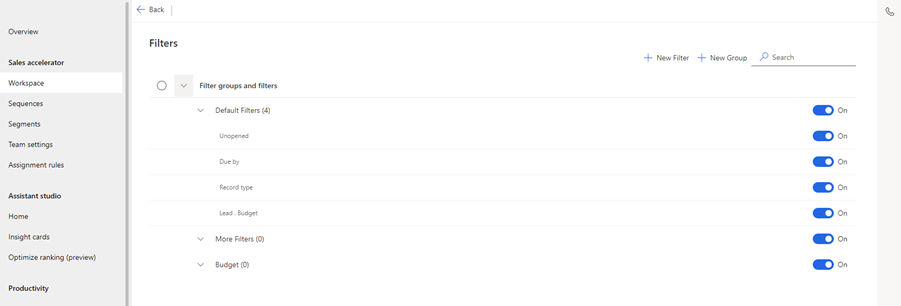 Back
Overview
Sales accelerator
Workspace
Sequences
Segments
Team settings
Assignment rules
Assistant studio
Home
Insight cards
Optimize ranking (preview)
Productivity
Filters
New Filter
New Group
Search
Filter groups and filters
Default Filters (4) On
Unopened On
Due by On
Record type On
Lead . Budget On
More Filters (0) On
Budget (0) On